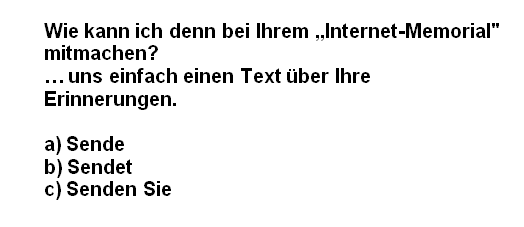 Wie kann ich denn bei Ihrem „Internet-Memorial"
mitmachen?
… uns einfach einen Text über Ihre
Erinnerungen.
a) Sende
b) Sendet
c) Senden Sie